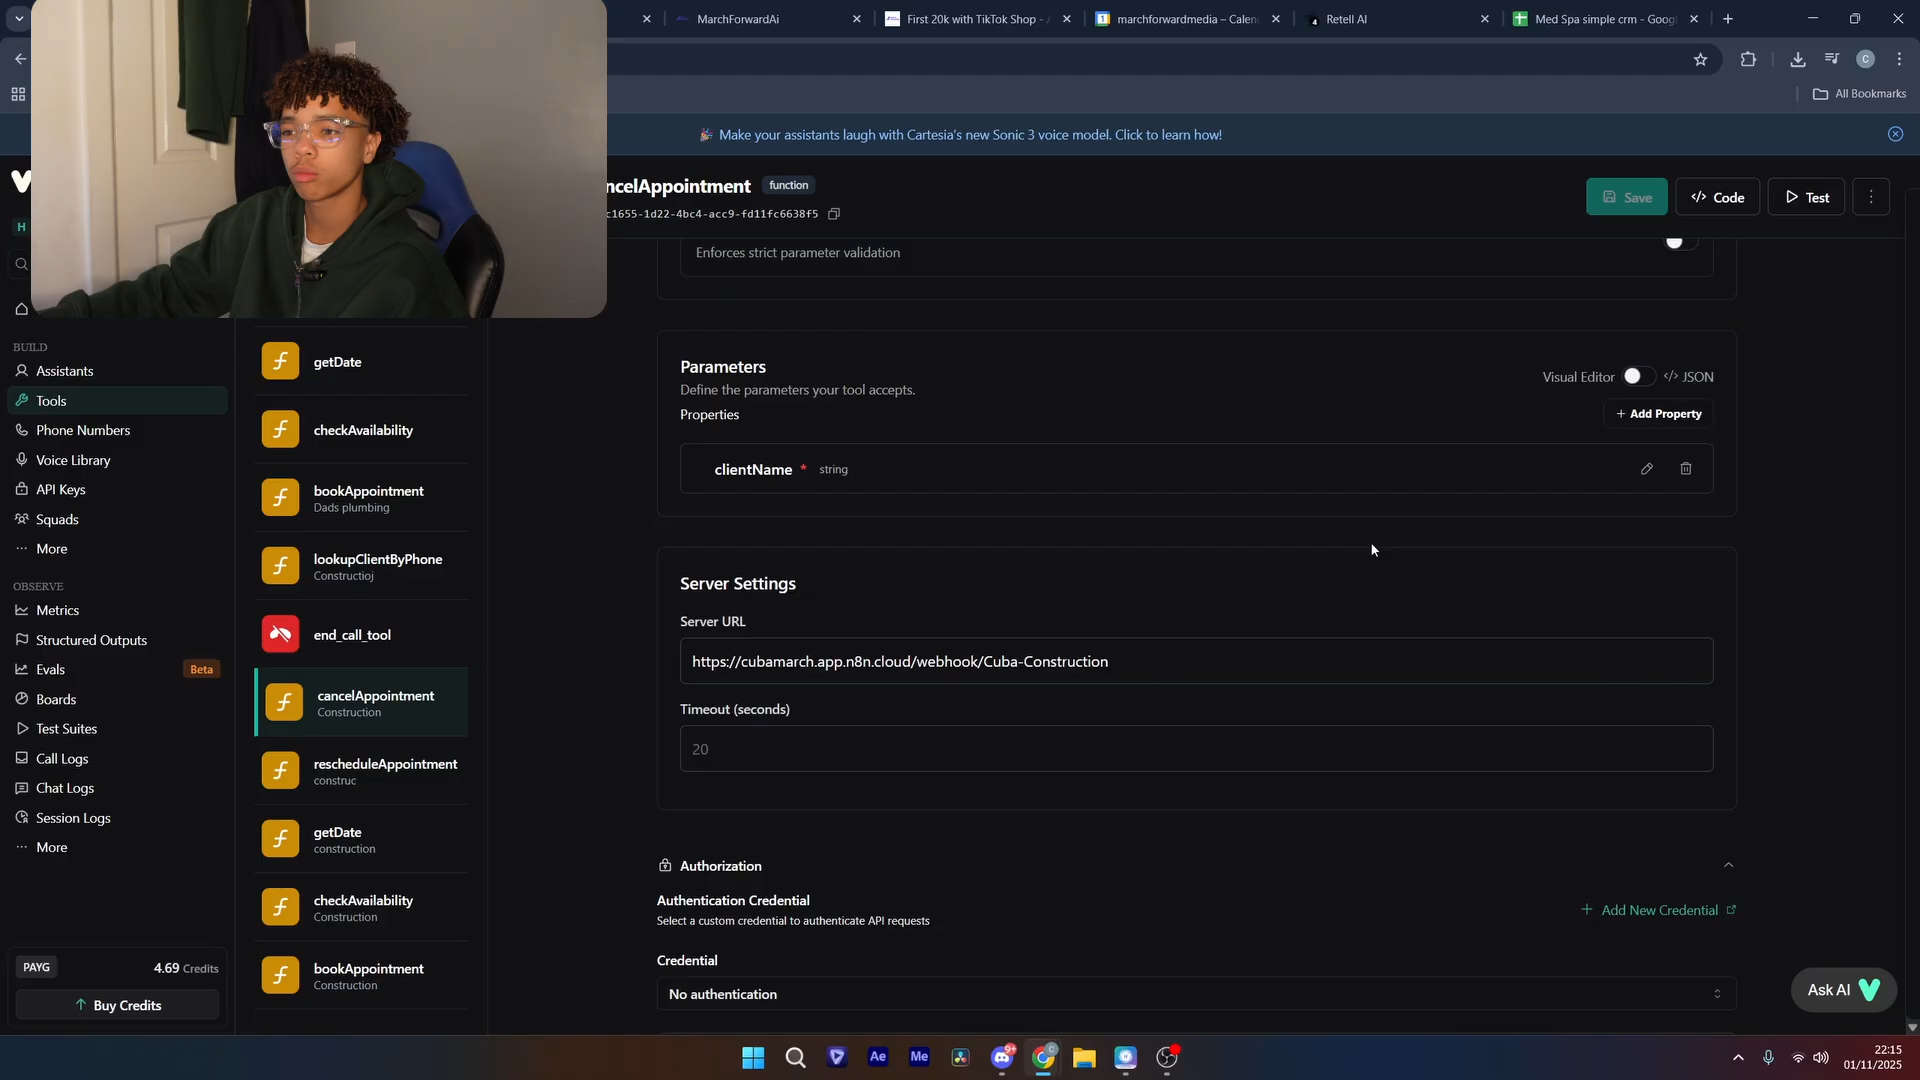 MarchForwardAi
First 20k with TikTok Shop - 
marchforwardmedia – Calen
Retell AI
Med Spa simple crm - Goog
C
All Bookmarks
Make your assistants laugh with Cartesia's new Sonic 3 voice model. Click to learn how!
ncelAppointment
function
Save
Code
Test
c1655-1d22-4bc4-acc9-fd11fc6638f5
H
Enforces strict parameter validation
BUILD
Assistants
Tools
Phone Numbers
Voice Library
API Keys
Squads
More
OBSERVE
Metrics
Structured Outputs
Evals
Beta
Boards
Test Suites
Call Logs
Chat Logs
Session Logs
More
PAYG
4.69 Credits
Buy Credits
getDate
checkAvailability
bookAppointment
Dads plumbing
lookupClientByPhone
Constructioj
end_call_tool
cancelAppointment
Construction
rescheduleAppointment
construc
getDate
construction
checkAvailability
Construction
bookAppointment
Construction
Parameters
Define the parameters your tool accepts.
Visual Editor
</> JSON
Properties
+ Add Property
clientName * string
Server Settings
Server URL
https://cubamarch.app.n8n.cloud/webhook/Cuba-Construction
Timeout (seconds)
20
Authorization
Authentication Credential
Select a custom credential to authenticate API requests
+ Add New Credential
Credential
No authentication
Ask AI
Ae
Me
9+
22:15
01/11/2025